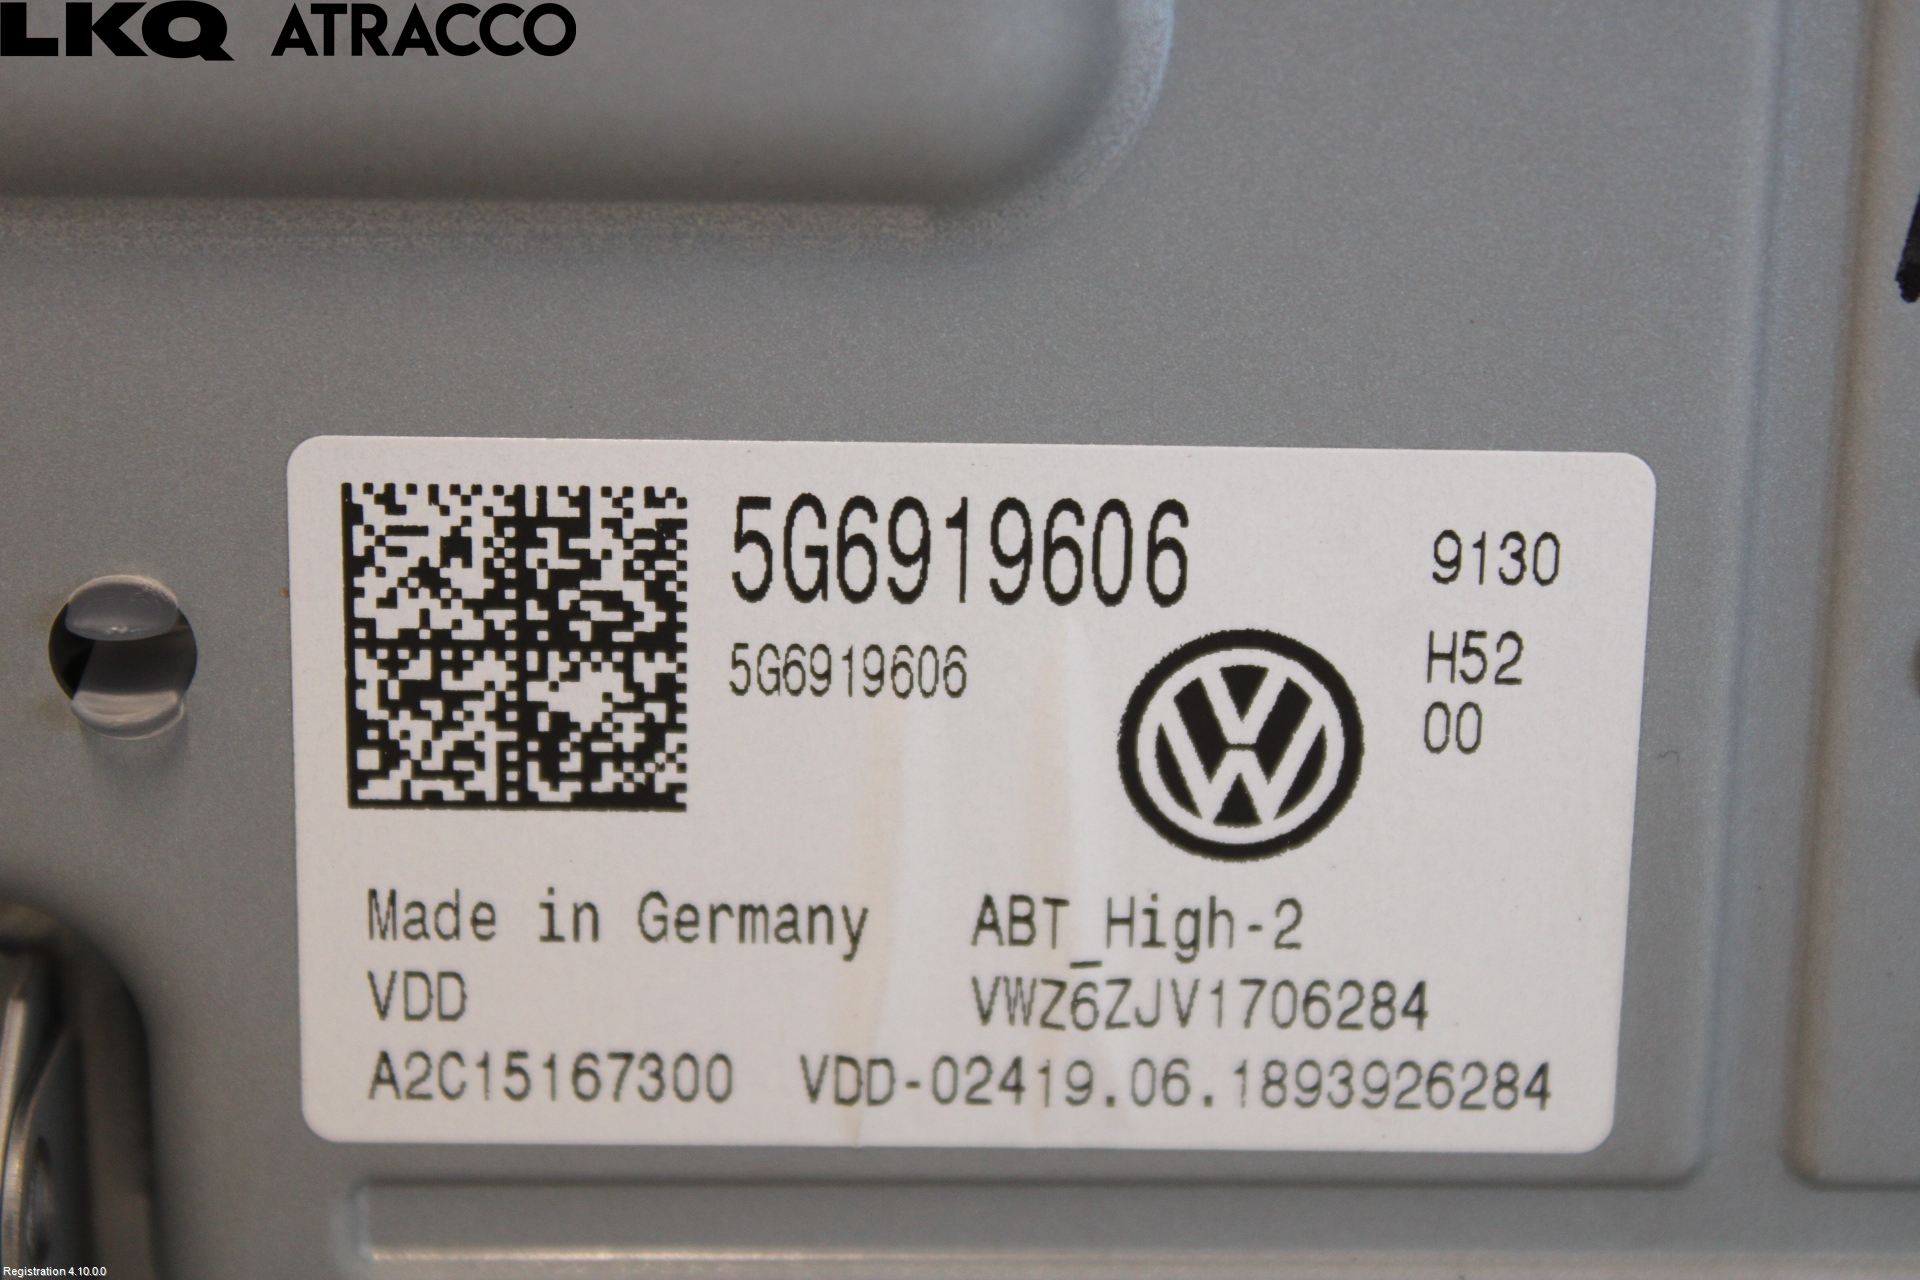 LKQ ATRACCO
5G6919606
9130
5G6919606
H52
00
Made in Germany ABT_High-2
VDD VWZ6ZJV1706284
A2C15167300 VDD-02419.06.1893926284
Registration 4.10.0.0